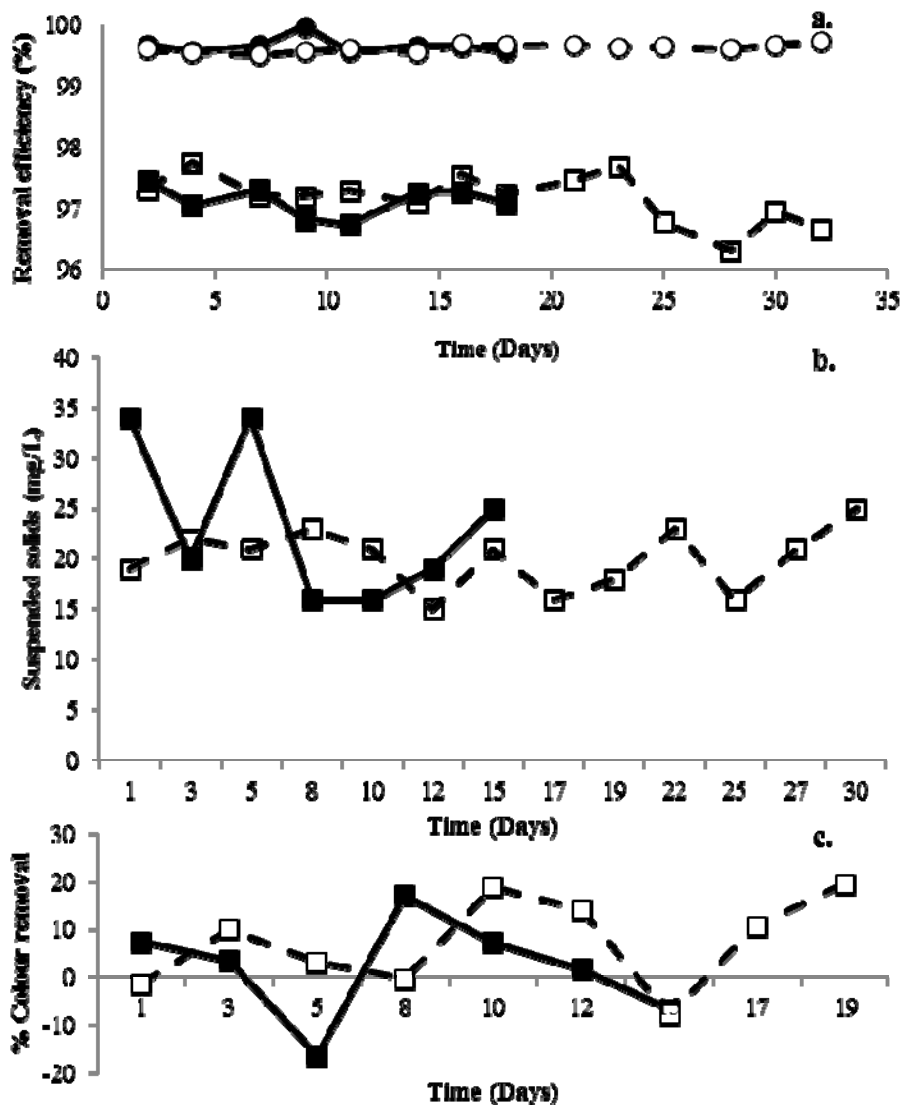 a.
Removal efficiency (%)
100
99
98
97
96
0 5 10 15 20 25 30 35
Time (Days)
b.
Suspended solids (mg/L)
40
35
30
25
20
15
10
5
0
1 3 5 8 10 12 15 17 19 22 25 27 30
Time (Days)
c.
% Colour removal
30
20
10
0
-10
-20
1 3 5 8 10 12 17 19
Time (Days)